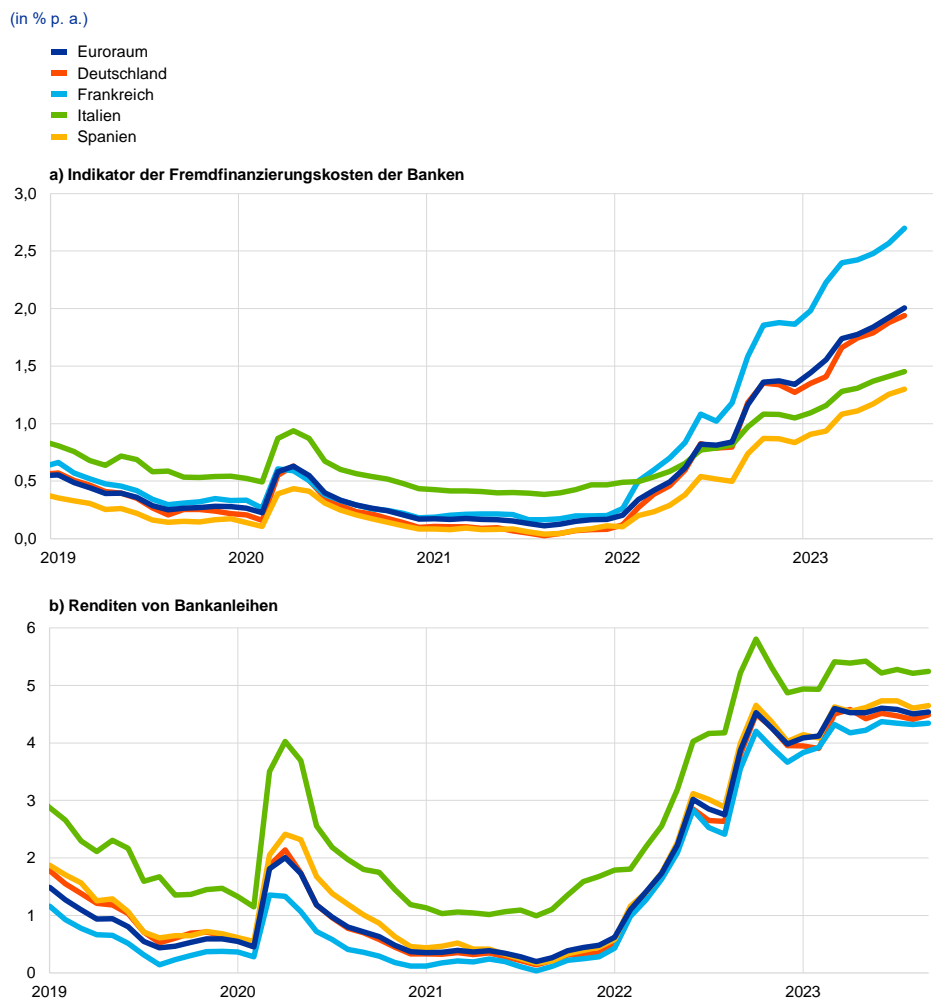 (in % p. a.)
Euroraum
Deutschland
Frankreich
Italien
Spanien
a) Indikator der Fremdfinanzierungskosten der Banken
3,0
2,5
2,0
1,5
1,0
0,5
0,0
2019 2020 2021 2022 2023
b) Renditen von Bankanleihen
6
5
4
3
2
1
0
2019 2020 2021 2022 2023